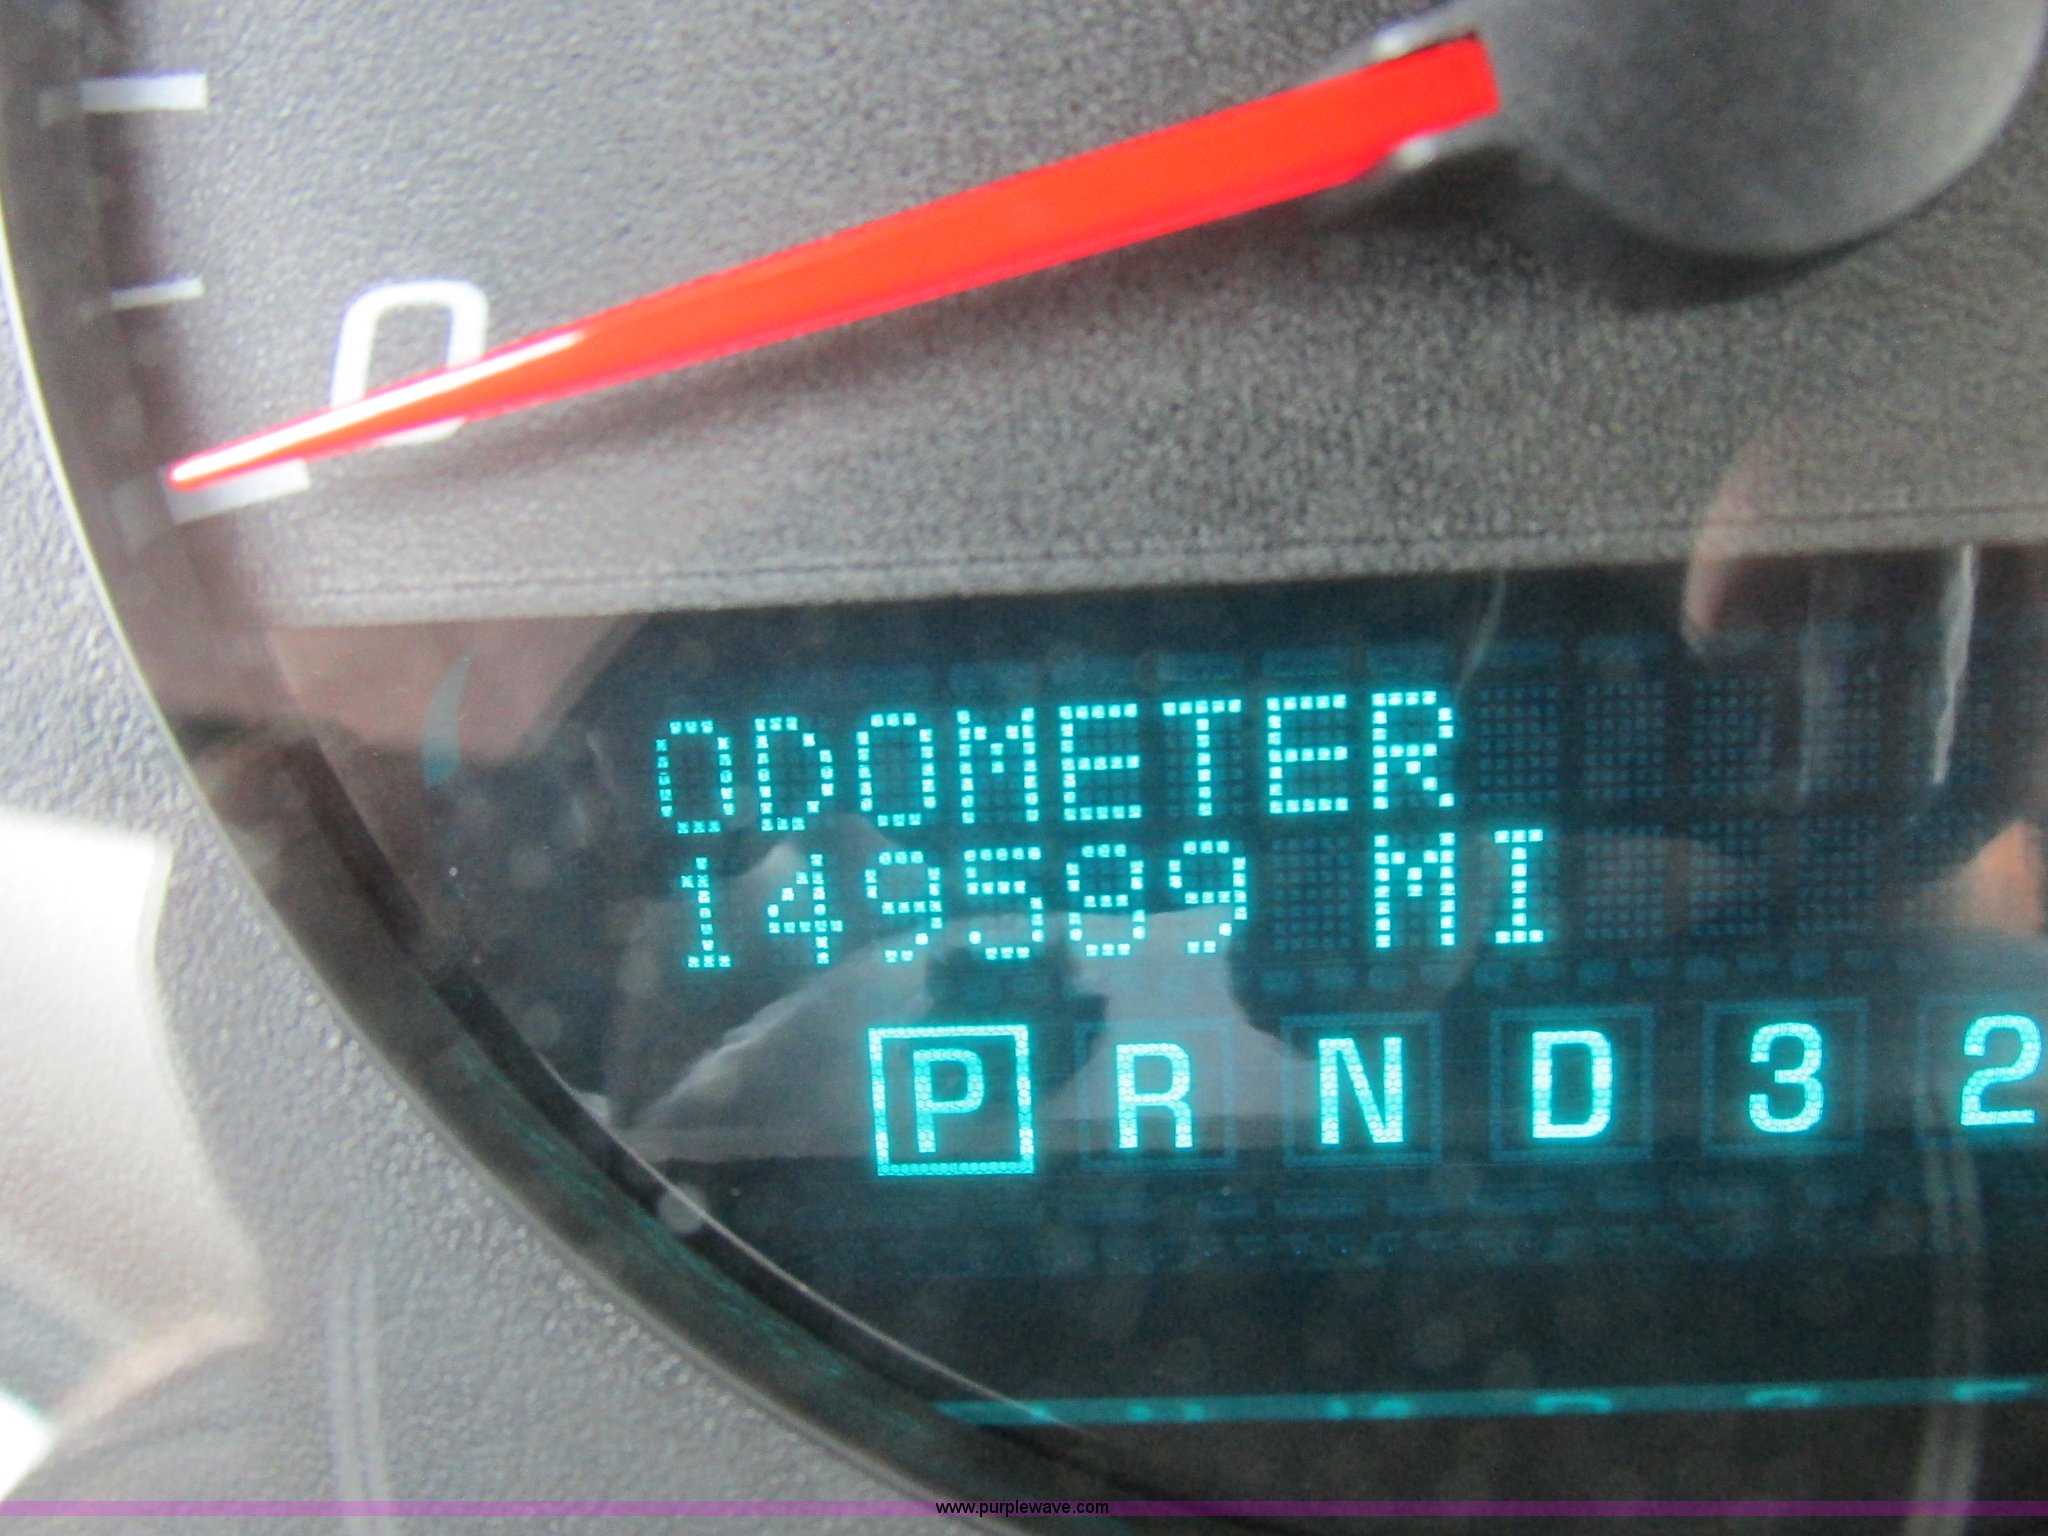 0
ODOMETER
149589 MI
P R N D 3 2
www.purplewave.com